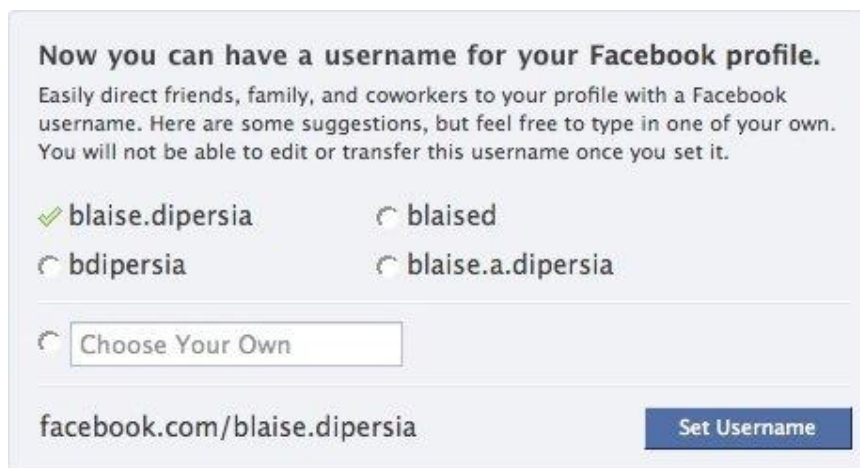 Now you can have a username for your Facebook profile.
Easily direct friends, family, and coworkers to your profile with a Facebook
username. Here are some suggestions, but feel free to type in one of your own.
You will not be able to edit or transfer this username once you set it.
blaise.dipersia blaised
bdipersia blaise.a.dipersia
Choose Your Own
facebook.com/blaise.dipersia Set Username